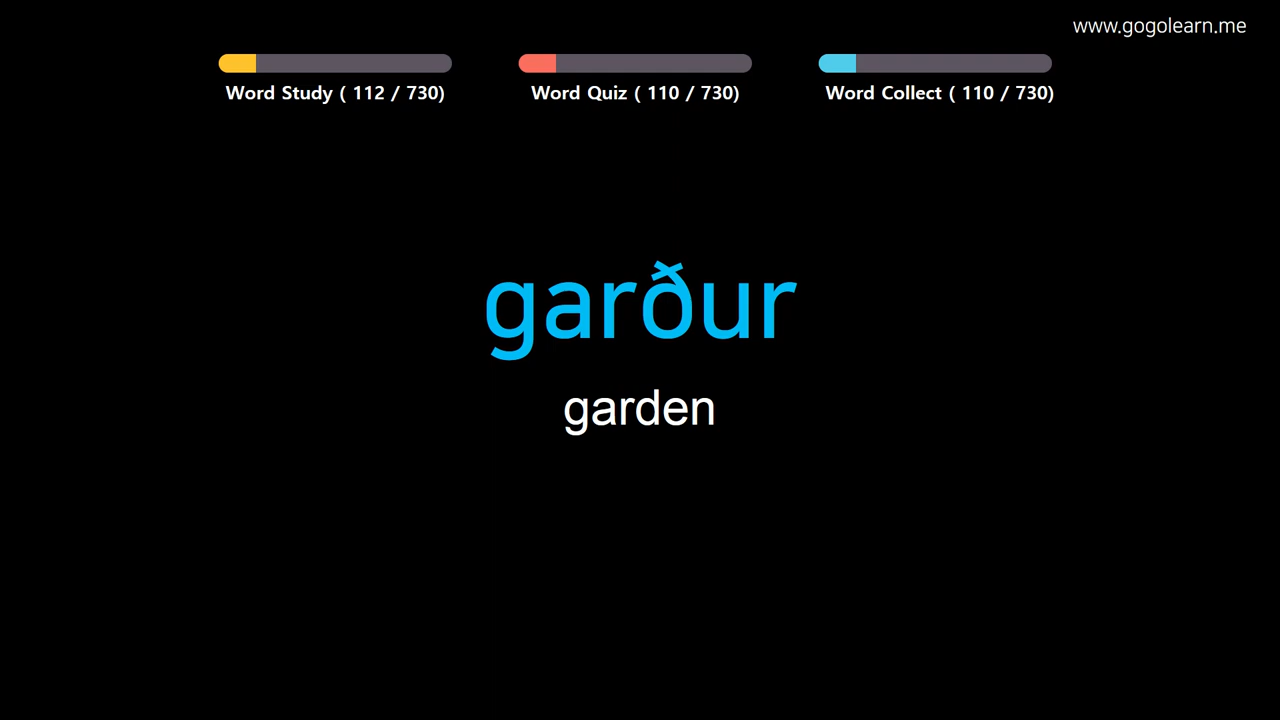 www.gogolearn.me
Word Study ( 112 / 730)
Word Quiz ( 110 / 730)
Word Collect ( 110 / 730)
garður
garden